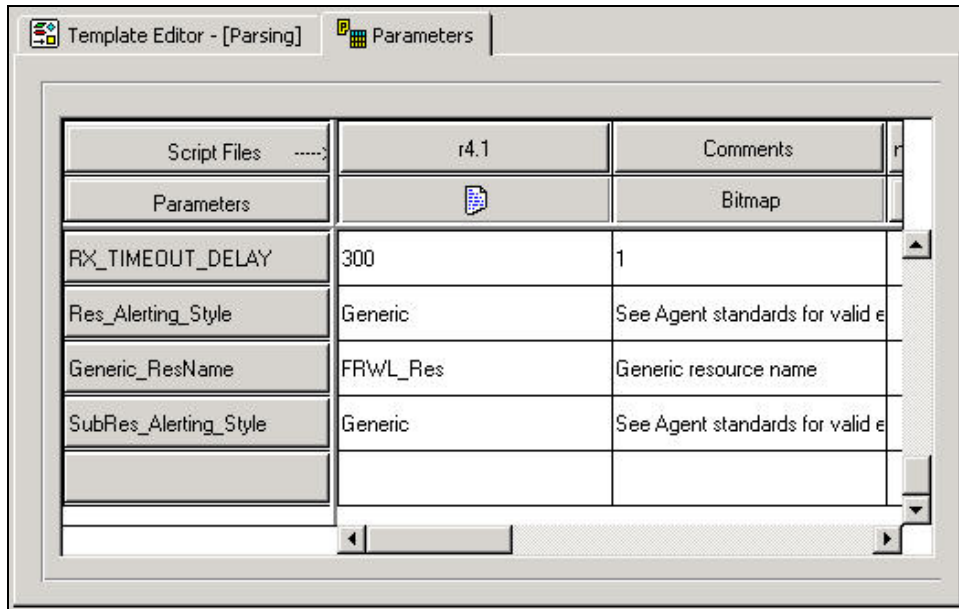 Template Editor - [Parsing] Parameters
Script Files -----> r4.1 Comments
Parameters Bitmap
RX_TIMEOUT_DELAY 300 1
Res_Alerting_Style Generic See Agent standards for valid e
Generic_ResName FRWL_Res Generic resource name
SubRes_Alerting_Style Generic See Agent standards for valid e